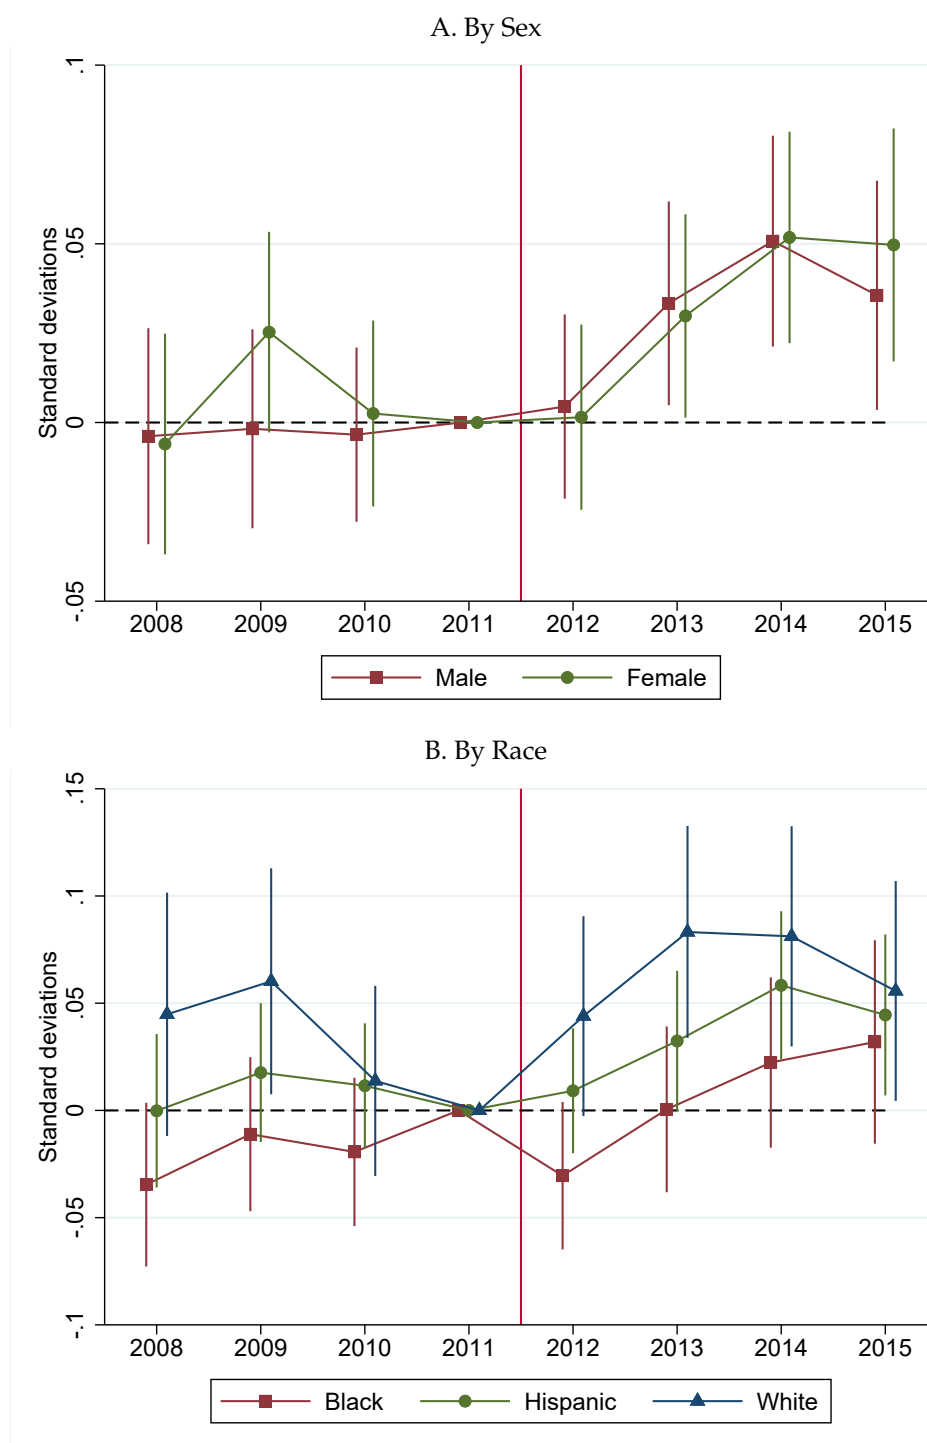 A. By Sex
Standard deviations
.1
.05
0
-.05
2008 2009 2010 2011 2012 2013 2014 2015
Male Female
B. By Race
Standard deviations
.15
.1
.05
0
-.05
-.1
2008 2009 2010 2011 2012 2013 2014 2015
Black Hispanic White